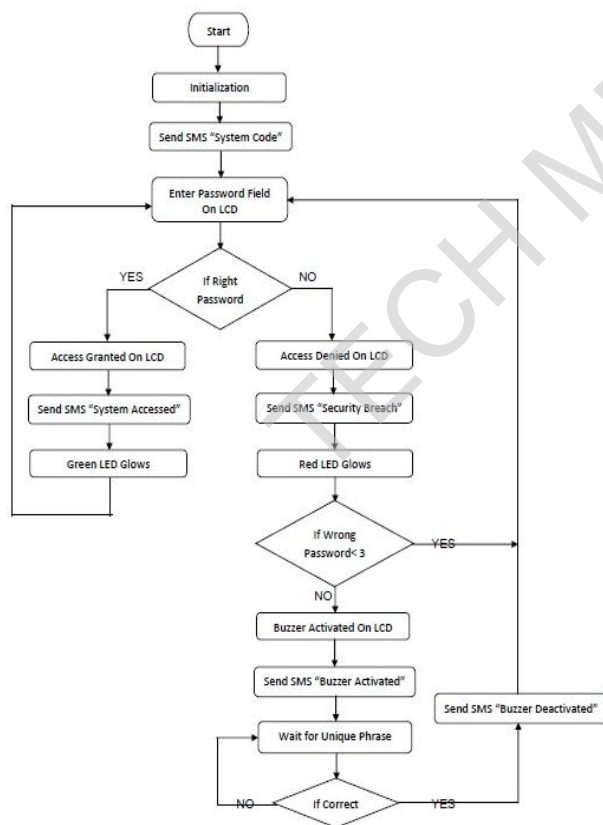 Start
Initialization
Send SMS "System Code"
Enter Password Field
On LCD
YES
If Right
Password
NO
Access Granted On LCD
Access Denied On LCD
Send SMS "System Accessed"
Send SMS "Security Breach"
Green LED Glows
Red LED Glows
If Wrong
Password< 3
YES
NO
Buzzer Activated On LCD
Send SMS "Buzzer Activated"
Send SMS "Buzzer Deactivated"
Wait for Unique Phrase
NO
If Correct
YES
TECH